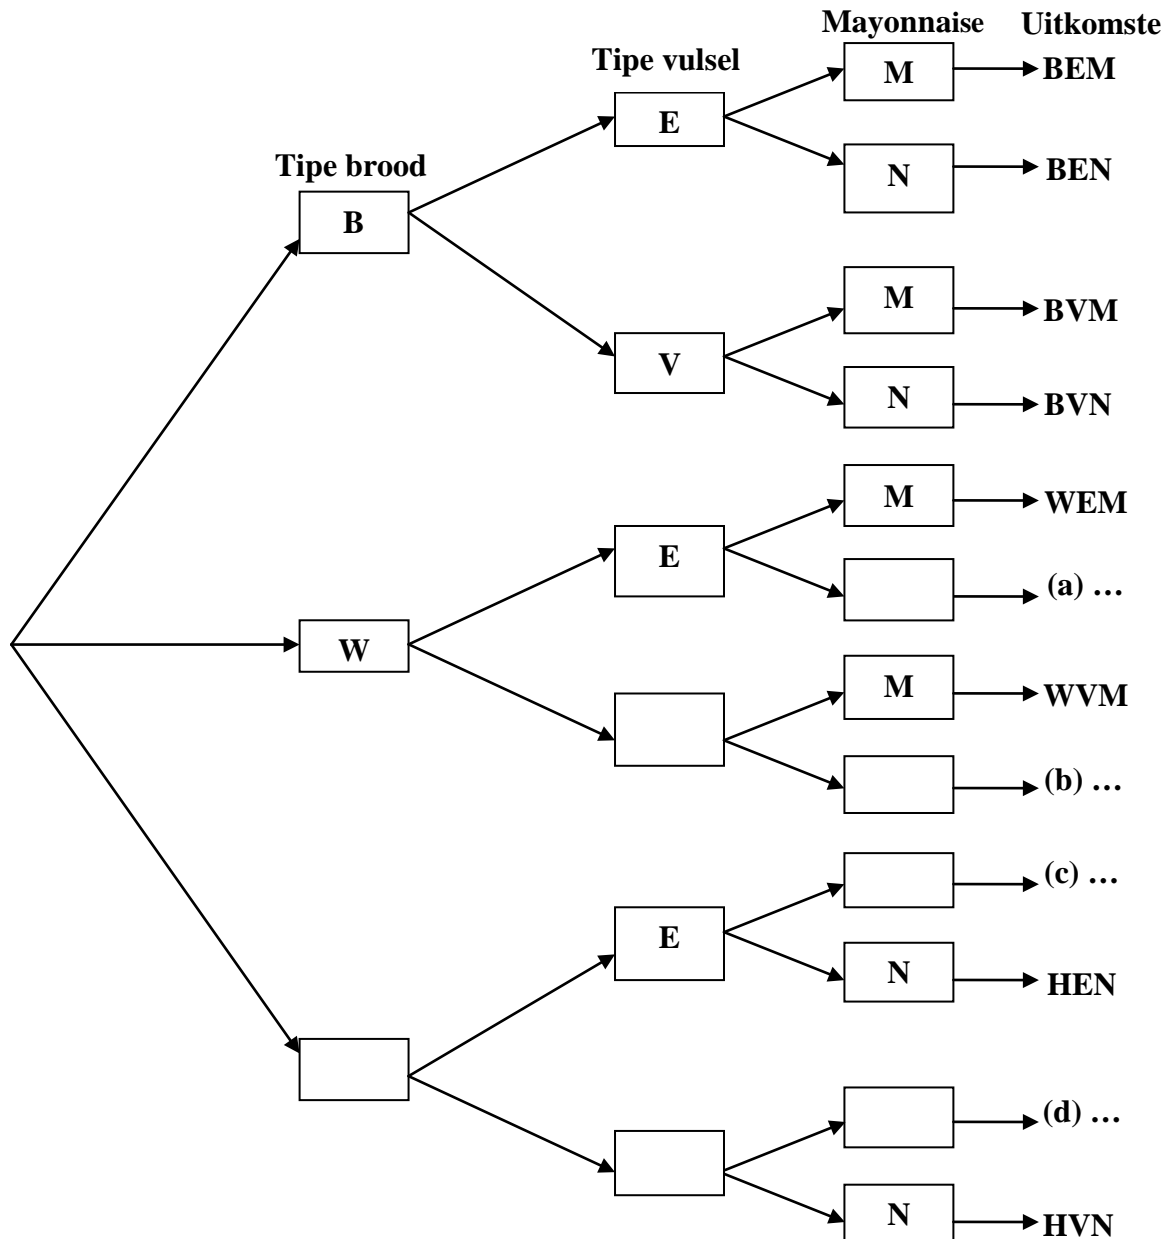 Mayonnaise Uitkomste
Tipe vulsel
Tipe brood
M BEM
E
N BEN
B
M BVM
V
N BVN
M WEM
E
(a) ...
W
M WVM
(b) ...
(c) ...
E
N HEN
(d) ...
N HVN